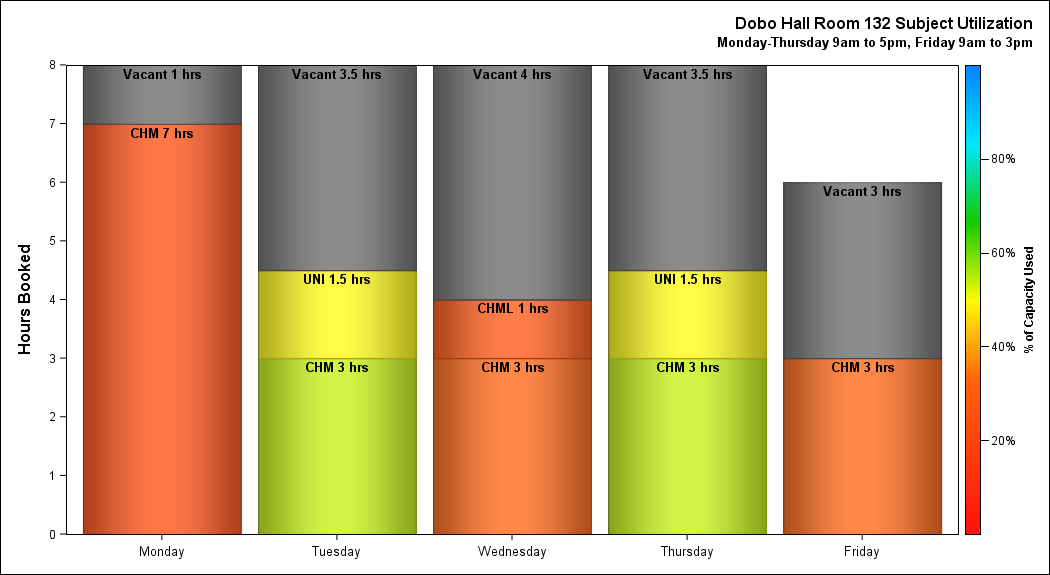 Dobo Hall Room 132 Subject Utilization
Monday-Thursday 9am to 5pm, Friday 9am to 3pm
Hours Booked
8
7
6
5
4
3
2
1
0
Vacant 1 hrs
CHM 7 hrs
Vacant 3.5 hrs
UNI 1.5 hrs
CHM 3 hrs
Vacant 4 hrs
CHML 1 hrs
CHM 3 hrs
Vacant 3.5 hrs
UNI 1.5 hrs
CHM 3 hrs
Vacant 3 hrs
CHM 3 hrs
Monday
Tuesday
Wednesday
Thursday
Friday
80%
60%
40%
20%
% of Capacity Used